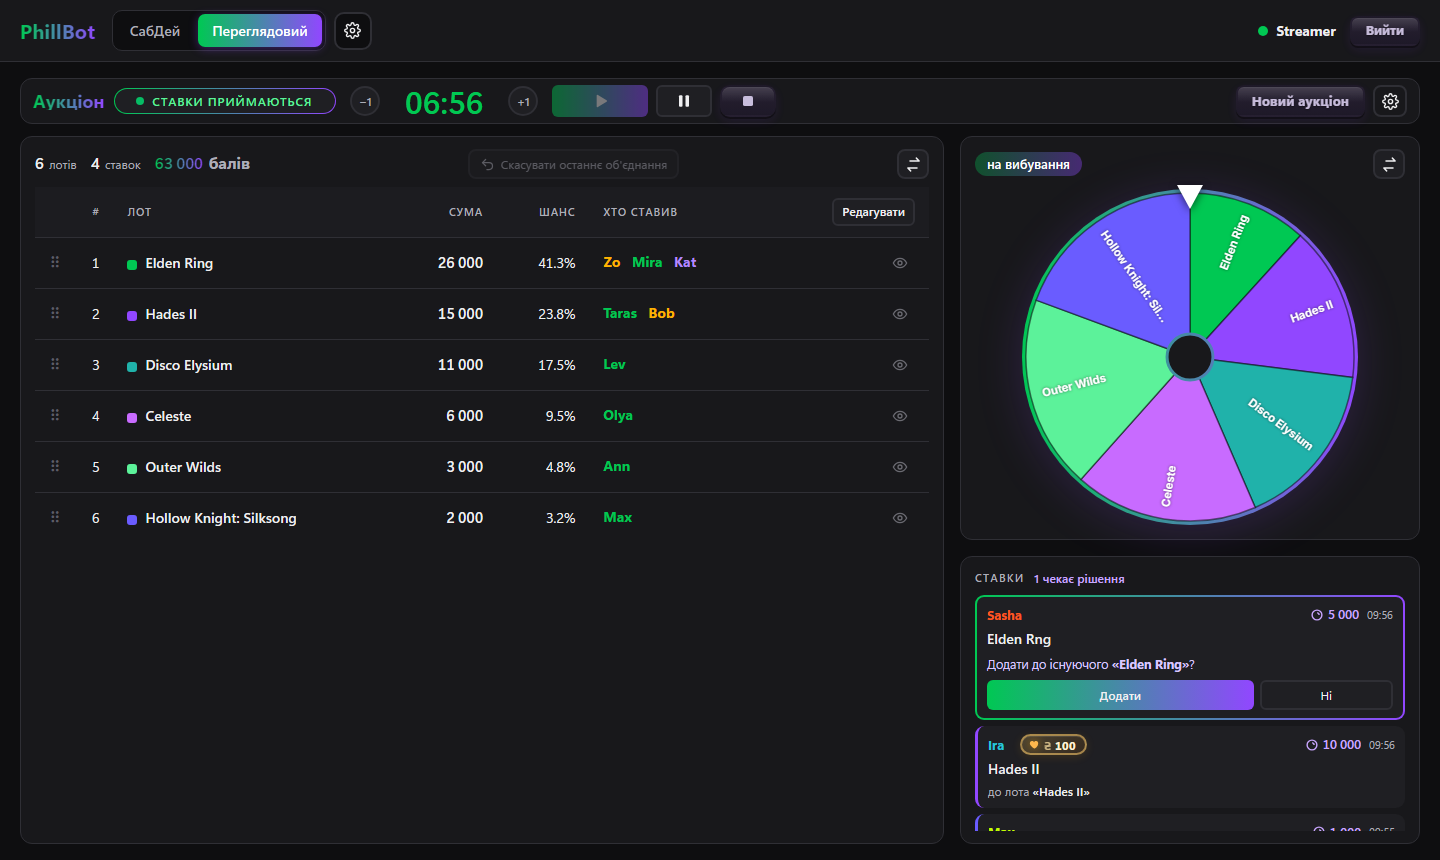 PhillBot СабДей Переглядовий Streamer Вийти
Аукціон СТАВКИ ПРИЙМАЮТЬСЯ −1 06:56 +1 Новий аукціон
6 лотів 4 ставок 63 000 балів Скасувати останнє об'єднання
# ЛОТ СУМА ШАНС ХТО СТАВИВ Редагувати
1 Elden Ring 26 000 41.3% Zo Mira Kat
2 Hades II 15 000 23.8% Taras Bob
3 Disco Elysium 11 000 17.5% Lev
4 Celeste 6 000 9.5% Olya
5 Outer Wilds 3 000 4.8% Ann
6 Hollow Knight: Silksong 2 000 3.2% Max
на вибування
Elden Ring
Hades II
Disco Elysium
Celeste
Outer Wilds
Hollow Knight: Sil...
СТАВКИ 1 чекає рішення
Sasha 5 000 09:56
Elden Rng
Додати до існуючого «Elden Ring»?
Додати Ні
Ira ₴ 100 10 000 09:56
Hades II
до лота «Hades II»